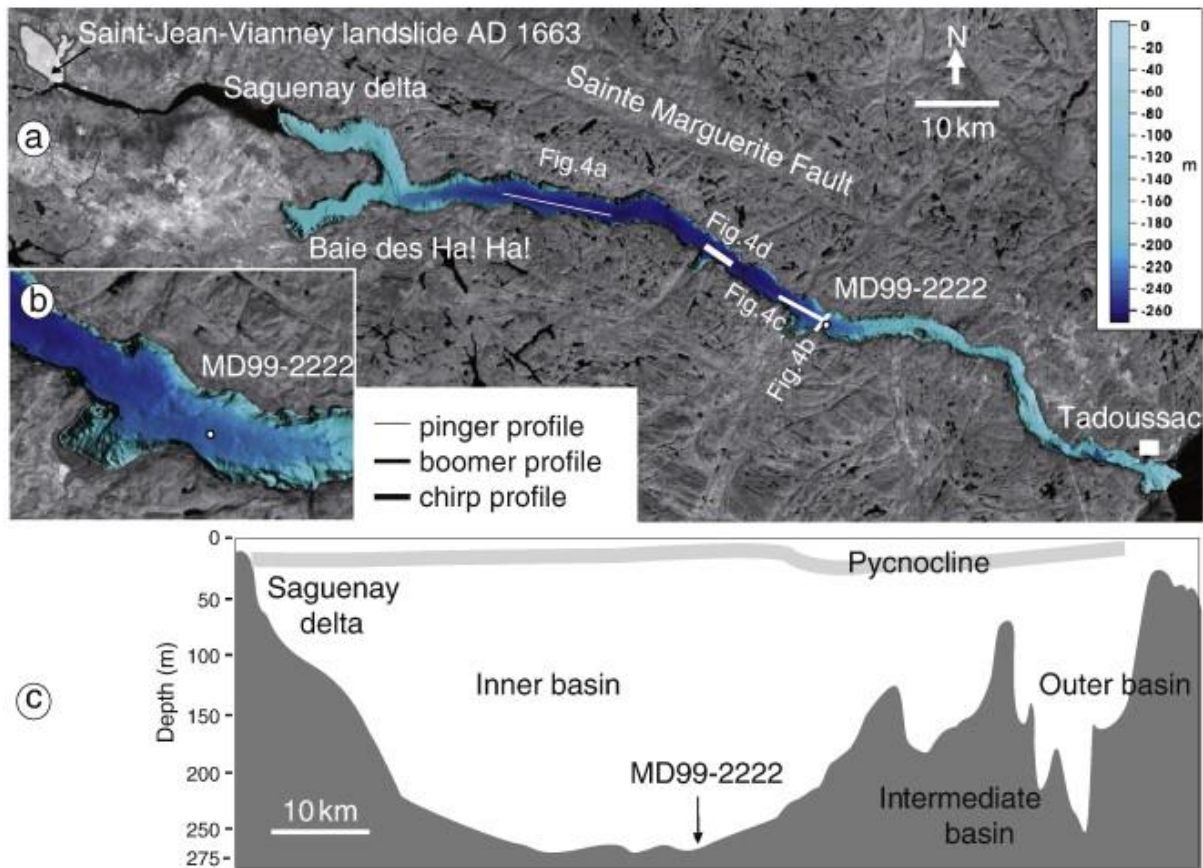 Saint-Jean-Vianney landslide AD 1663
Saguenay delta
a
N
10 km
Sainte Marguerite Fault
Fig.4a
Baie des Ha! Ha!
Fig.4d
Fig.4c
Fig.4b
MD99-2222
Tadoussac
0
-20
-40
-60
-80
-100
-120
-140
-160
-180
-200
-220
-240
-260
m
b
MD99-2222
pinger profile
boomer profile
chirp profile
c
Depth (m)
0
50
100
150
200
250
275
Pycnocline
Saguenay
delta
Inner basin
Outer basin
MD99-2222
Intermediate
basin
10 km